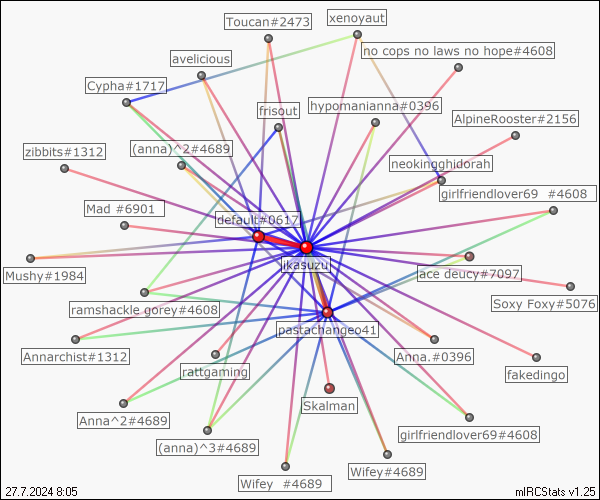 xenoyaut
Toucan#2473
no cops no laws no hope#4608
avelicious
Cypha#1717
hypomanianna#0396
frisout
AlpineRooster#2156
zibbits#1312
(anna)^2#4689
neokingghidorah
girlfriendlover69   #4608
Mad #6901
default#0617
jkasuzu
Mushy#1984
ace deucy#7097
Soxy Foxy#5076
ramshackle gorey#4608
pastachangeo41
Annarchist#1312
Anna.#0396
rattgaming
fakedingo
Skalman
Anna^2#4689
girlfriendlover69#4608
(anna)^3#4689
Wifey#4689
Wifey   #4689
27.7.2024 8:05
mIRCStats v1.25